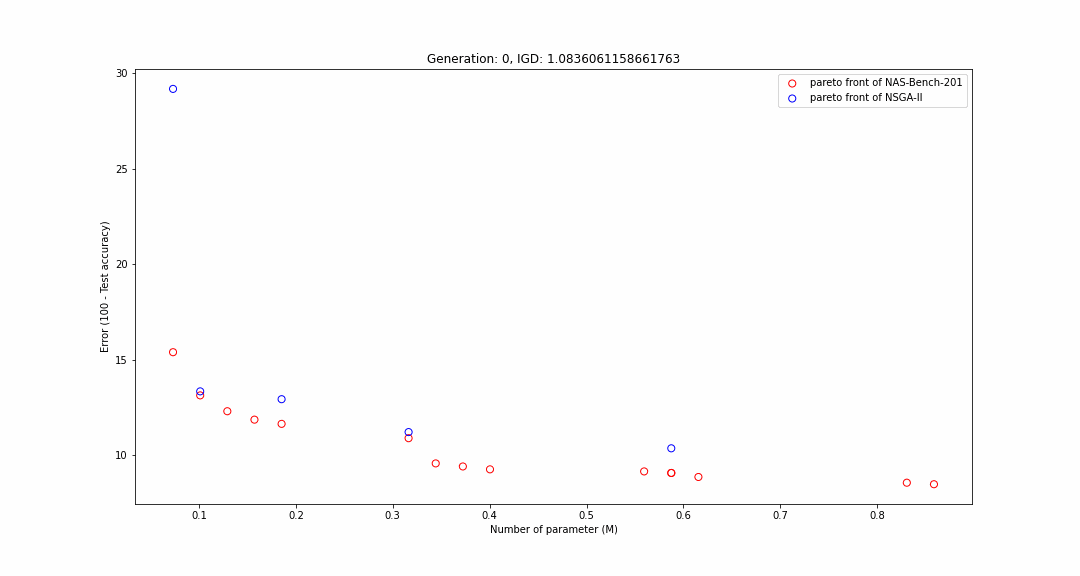 Generation: 0, IGD: 1.0836061158661763
pareto front of NAS-Bench-201
pareto front of NSGA-II
Error (100 - Test accuracy)
30
25
20
15
10
0.1 0.2 0.3 0.4 0.5 0.6 0.7 0.8
Number of parameter (M)